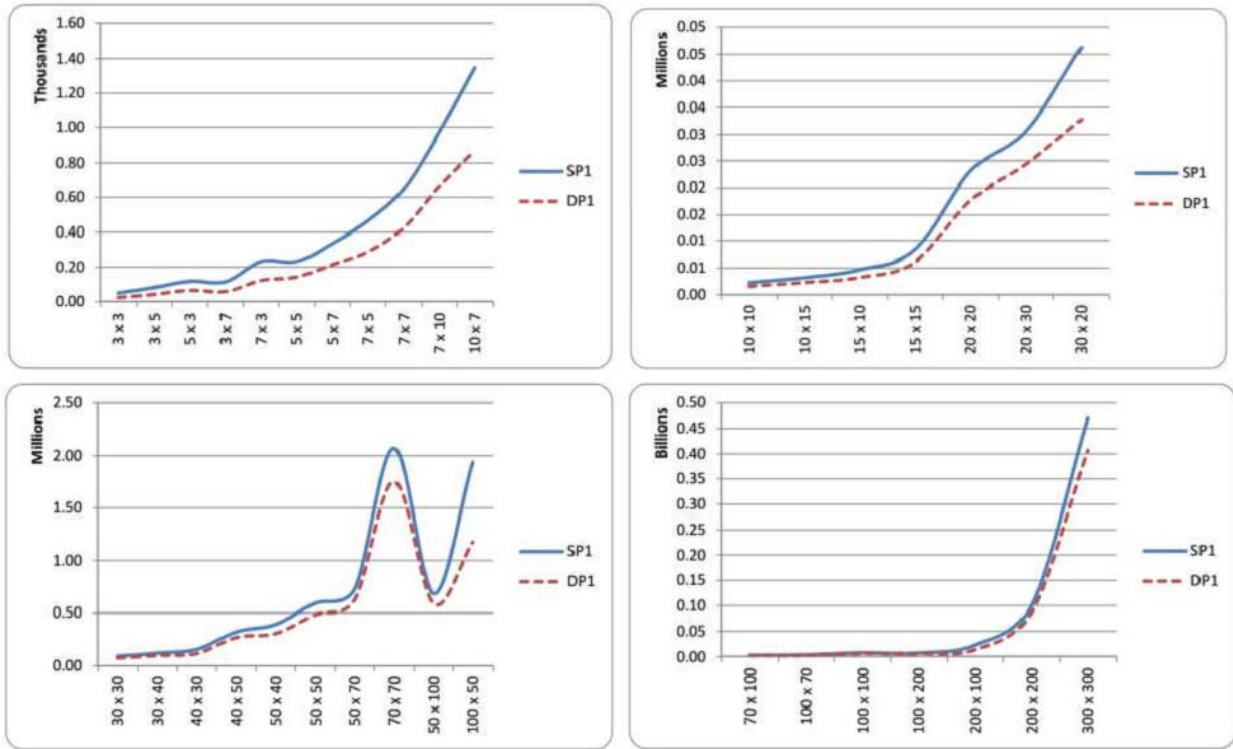 Thousands
1.60
1.40
1.20
1.00
0.80
0.60
0.40
0.20
0.00
3 x 3
3 x 5
5 x 3
3 x 7
7 x 3
5 x 5
5 x 7
7 x 5
7 x 7
7 x 10
10 x 7
SP1
DP1
Millions
0.05
0.05
0.04
0.04
0.03
0.03
0.02
0.02
0.01
0.01
0.00
10 x 10
10 x 15
15 x 10
15 x 15
20 x 20
20 x 30
30 x 20
SP1
DP1
Millions
2.50
2.00
1.50
1.00
0.50
0.00
30 x 30
30 x 40
40 x 30
40 x 50
50 x 40
50 x 50
50 x 70
70 x 70
50 x 100
100 x 50
SP1
DP1
Billions
0.50
0.45
0.40
0.35
0.30
0.25
0.20
0.15
0.10
0.05
0.00
70 x 100
100 x 70
100 x 100
100 x 200
200 x 100
200 x 200
300 x 300
SP1
DP1